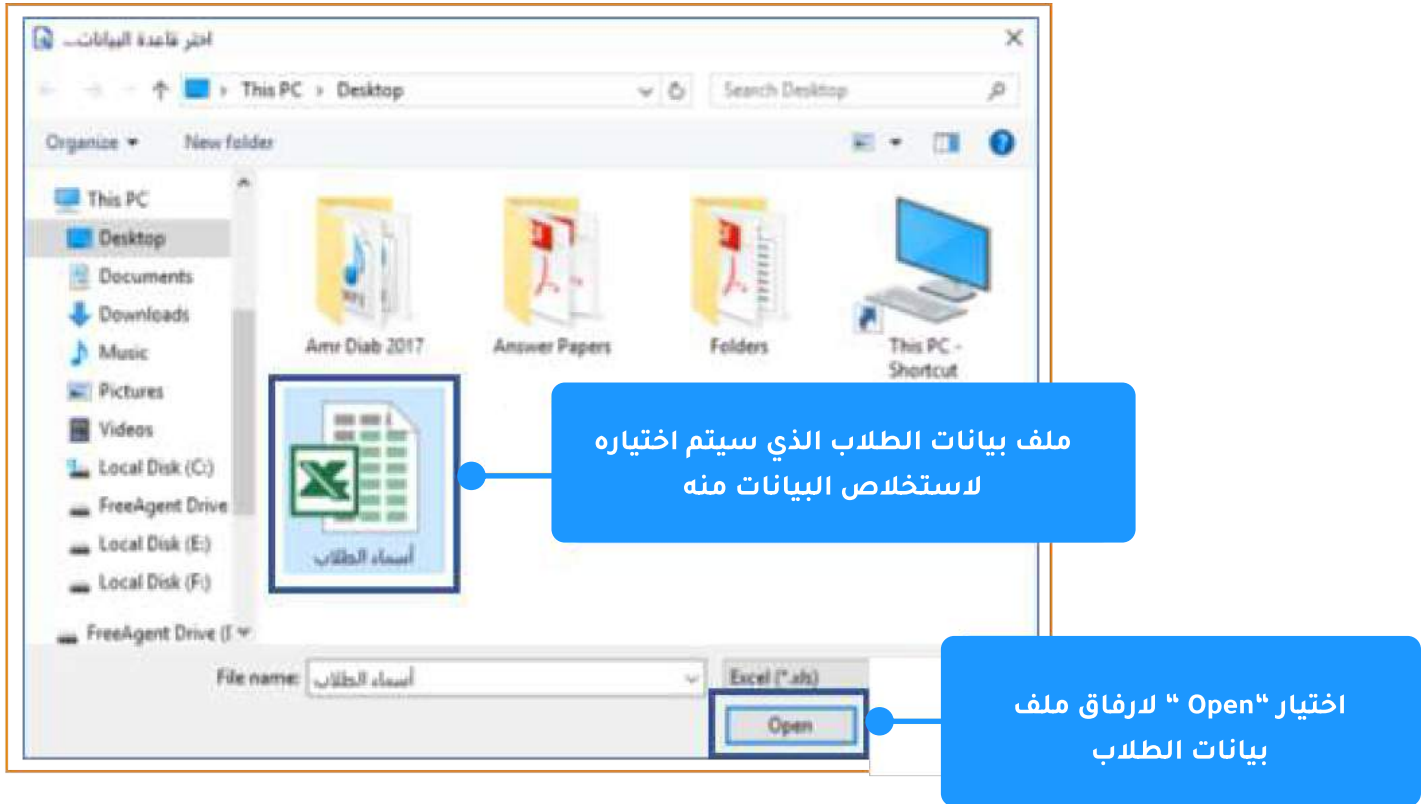 اختر قاعدة البيانات...
This PC › Desktop
Search Desktop
Organize
New folder
This PC
Desktop
Documents
Downloads
Music
Pictures
Videos
Local Disk (C:)
FreeAgent Drive
Local Disk (E:)
Local Disk (F:)
FreeAgent Drive (
Amr Diab 2017
Answer Papers
Folders
This PC -
Shortcut
أسماء الطلاب
ملف بيانات الطلاب الذي سيتم اختياره
لاستخلاص البيانات منه
File name:
أسماء الطلاب
Excel (*.xls)
Open
اختيار “Open “ لارفاق ملف
بيانات الطلاب